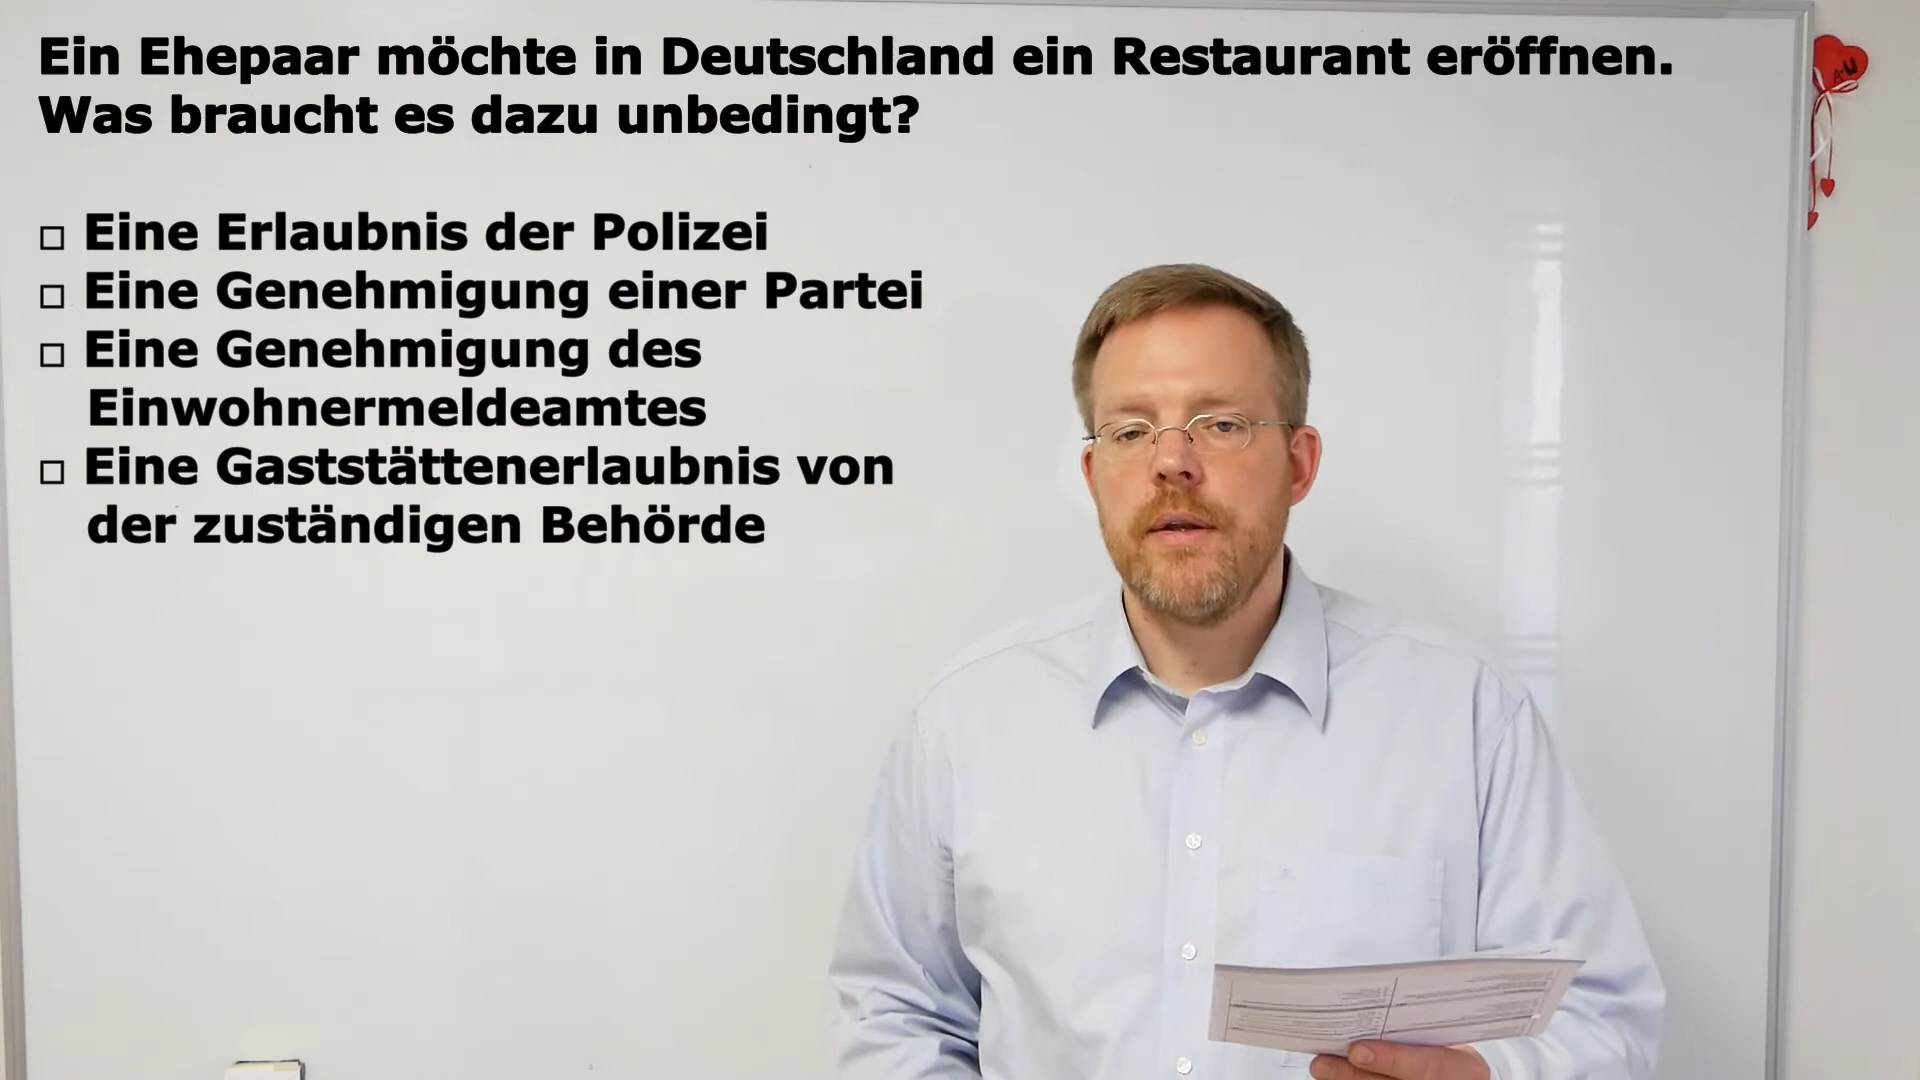 Ein Ehepaar möchte in Deutschland ein Restaurant eröffnen.
Was braucht es dazu unbedingt?
□ Eine Erlaubnis der Polizei
□ Eine Genehmigung einer Partei
□ Eine Genehmigung des
Einwohnermeldeamtes
□ Eine Gaststättenerlaubnis von
der zuständigen Behörde
A+U